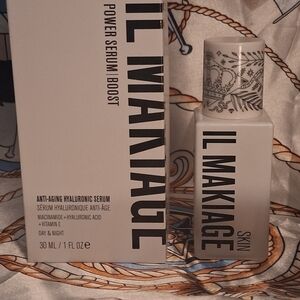 IL MAKIAGE
POWER SERUM | BOOST
ANTI-AGING HYALURONIC SERUM
SÉRUM HYALURONIQUE ANTI-ÂGE
NIACINAMIDE + HYALURONIC ACID
+ VITAMIN E
DAY & NIGHT
30 ML / 1 FL OZ e
IL MAKIAGE
SKIN